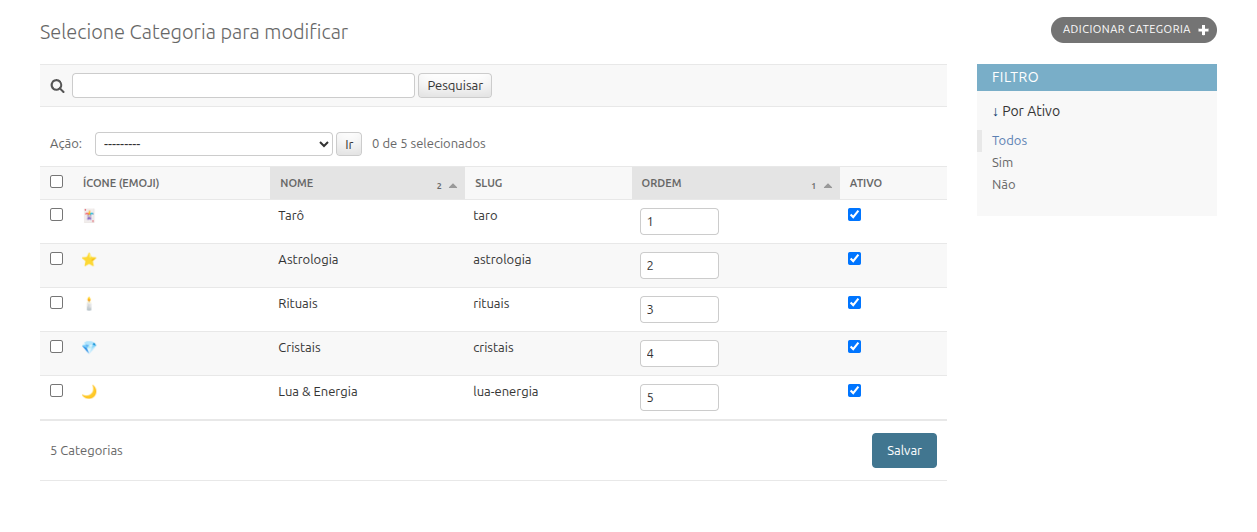 Selecione Categoria para modificar
ADICIONAR CATEGORIA
Pesquisar
FILTRO
↓ Por Ativo
Todos
Sim
Não
Ação: --------- Ir 0 de 5 selecionados
ÍCONE (EMOJI) NOME 2 SLUG ORDEM 1 ATIVO
🃏 Tarô taro 1
⭐ Astrologia astrologia 2
🕯️ Rituais rituais 3
💎 Cristais cristais 4
🌙 Lua & Energia lua-energia 5
5 Categorias
Salvar